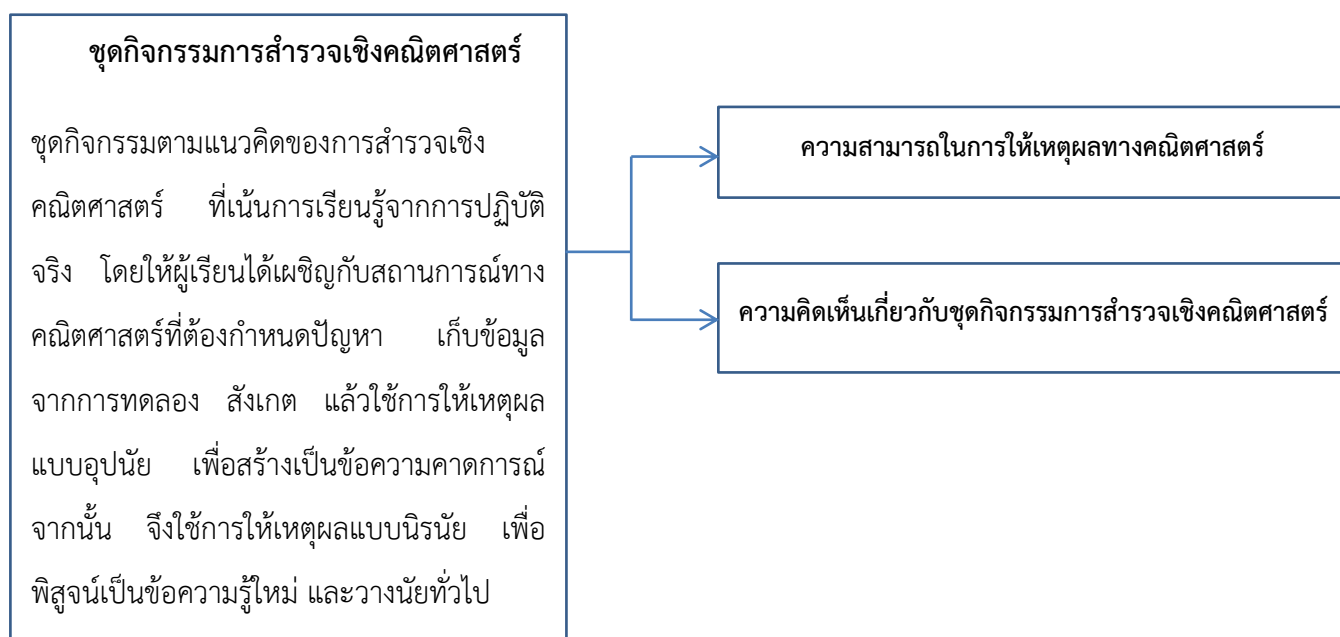 ชุดกิจกรรมการสำรวจเชิงคณิตศาสตร์
ชุดกิจกรรมตามแนวคิดของการสำรวจเชิง
คณิตศาสตร์ ที่เน้นการเรียนรู้จากการปฏิบัติ
จริง โดยให้ผู้เรียนได้เผชิญกับสถานการณ์ทาง
คณิตศาสตร์ที่ต้องกำหนดปัญหา เก็บข้อมูล
จากการทดลอง สังเกต แล้วใช้การให้เหตุผล
แบบอุปนัย เพื่อสร้างเป็นข้อความคาดการณ์
จากนั้น จึงใช้การให้เหตุผลแบบนิรนัย เพื่อ
พิสูจน์เป็นข้อความรู้ใหม่ และวางนัยทั่วไป
ความสามารถในการให้เหตุผลทางคณิตศาสตร์
ความคิดเห็นเกี่ยวกับชุดกิจกรรมการสำรวจเชิงคณิตศาสตร์